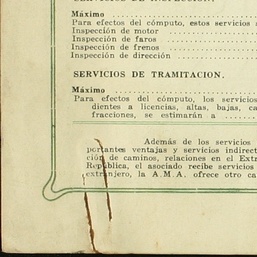 SERVICIOS DE INSPECCION.
Máximo
Para efectos del cómputo, estos servicios
Inspección de motor
Inspección de faros
Inspección de frenos
Inspección de dirección
SERVICIOS DE TRAMITACION.
Máximo
Para efectos del cómputo, los servicios
dientes a licencias, altas, bajas,
fracciones, se estimarán a
Además de los servicios
portantes ventajas y servicios
ción de caminos, relaciones en el
República, el asociado recibe servicios
extranjero, la A.M.A. ofrece otro